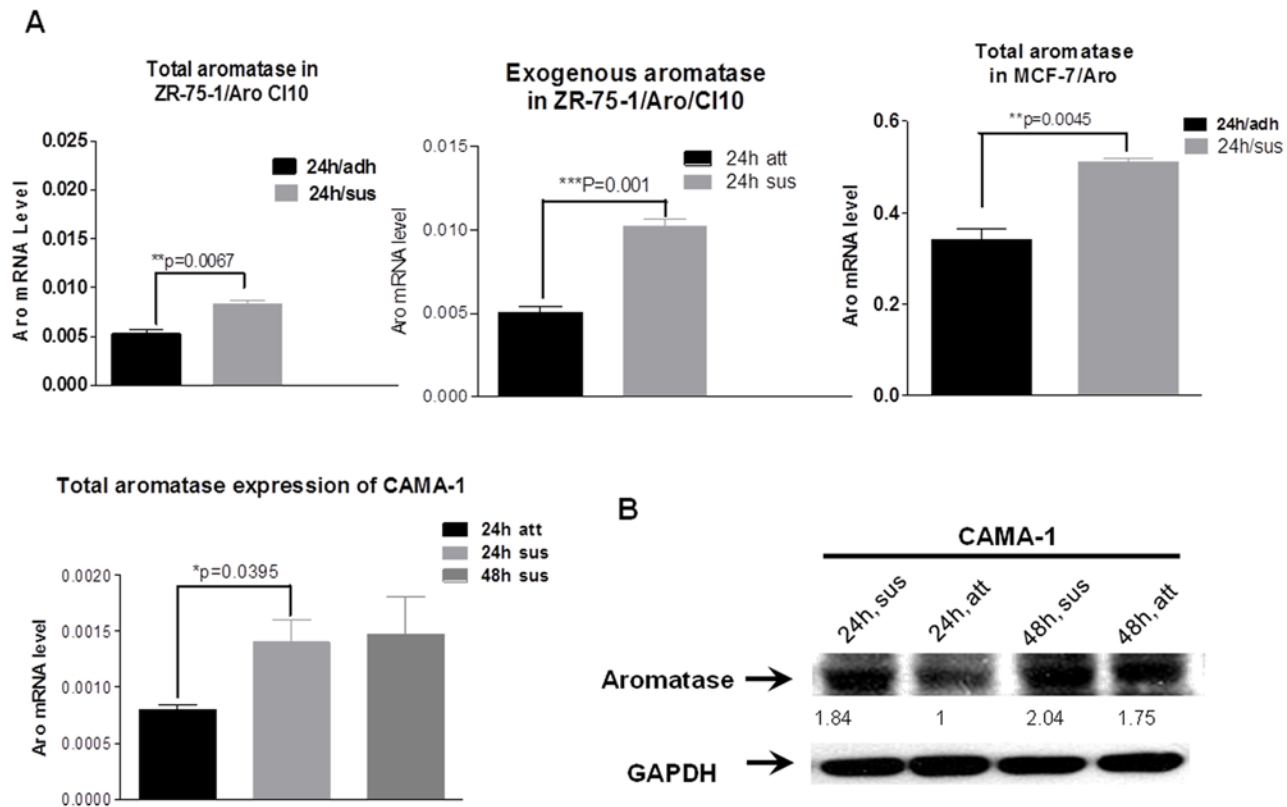 A
Total aromatase in
ZR-75-1/Aro Cl10
Aro mRNA Level
0.025
0.020
0.015
0.010
0.005
0.000
24h/adh
24h/sus
**p=0.0067
Exogenous aromatase
in ZR-75-1/Aro/Cl10
Aro mRNA level
0.015
0.010
0.005
0.000
24h att
24h sus
***P=0.001
Total aromatase
in MCF-7/Aro
Aro mRNA level
0.6
0.4
0.2
0.0
24h/adh
24h/sus
**p=0.0045
Total aromatase expression of CAMA-1
Aro mRNA level
0.0020
0.0015
0.0010
0.0005
0.0000
24h att
24h sus
48h sus
*p=0.0395
B
CAMA-1
24h, sus
24h, att
48h, sus
48h, att
Aromatase
1.84 1 2.04 1.75
GAPDH